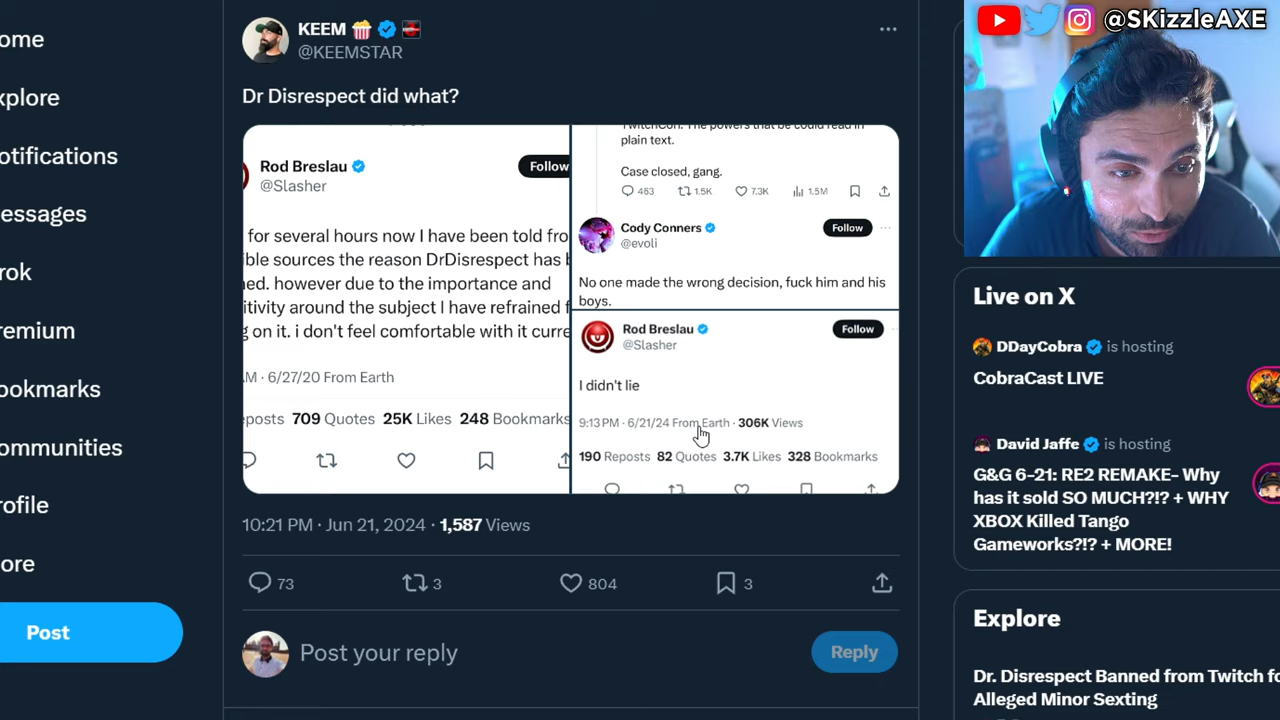 @SKizzleAXE
ome
xplore
otifications
essages
rok
remium
ookmarks
ommunities
rofile
ore
Post
KEEM
@KEEMSTAR
Dr Disrespect did what?
Rod Breslau
@Slasher
Follow
for several hours now I have been told fro
ible sources the reason DrDisrespect has b
ned. however due to the importance and
itivity around the subject I have refrained f
g on it. i don't feel comfortable with it curre
M · 6/27/20 From Earth
eposts 709 Quotes 25K Likes 248 Bookmarks
TwitchCon. The powers that be could read in
plain text.
Case closed, gang.
463 1.5K 7.3K 1.5M
Cody Conners
@evoli
Follow
No one made the wrong decision, fuck him and his
boys.
Rod Breslau
@Slasher
Follow
I didn't lie
9:13 PM · 6/21/24 From Earth · 306K Views
190 Reposts 82 Quotes 3.7K Likes 328 Bookmarks
10:21 PM · Jun 21, 2024 · 1,587 Views
73 3 804 3
Post your reply
Reply
Live on X
DDayCobra is hosting
CobraCast LIVE
David Jaffe is hosting
G&G 6-21: RE2 REMAKE- Why
has it sold SO MUCH?!? + WHY
XBOX Killed Tango
Gameworks?!? + MORE!
Explore
Dr. Disrespect Banned from Twitch fo
Alleged Minor Sexting